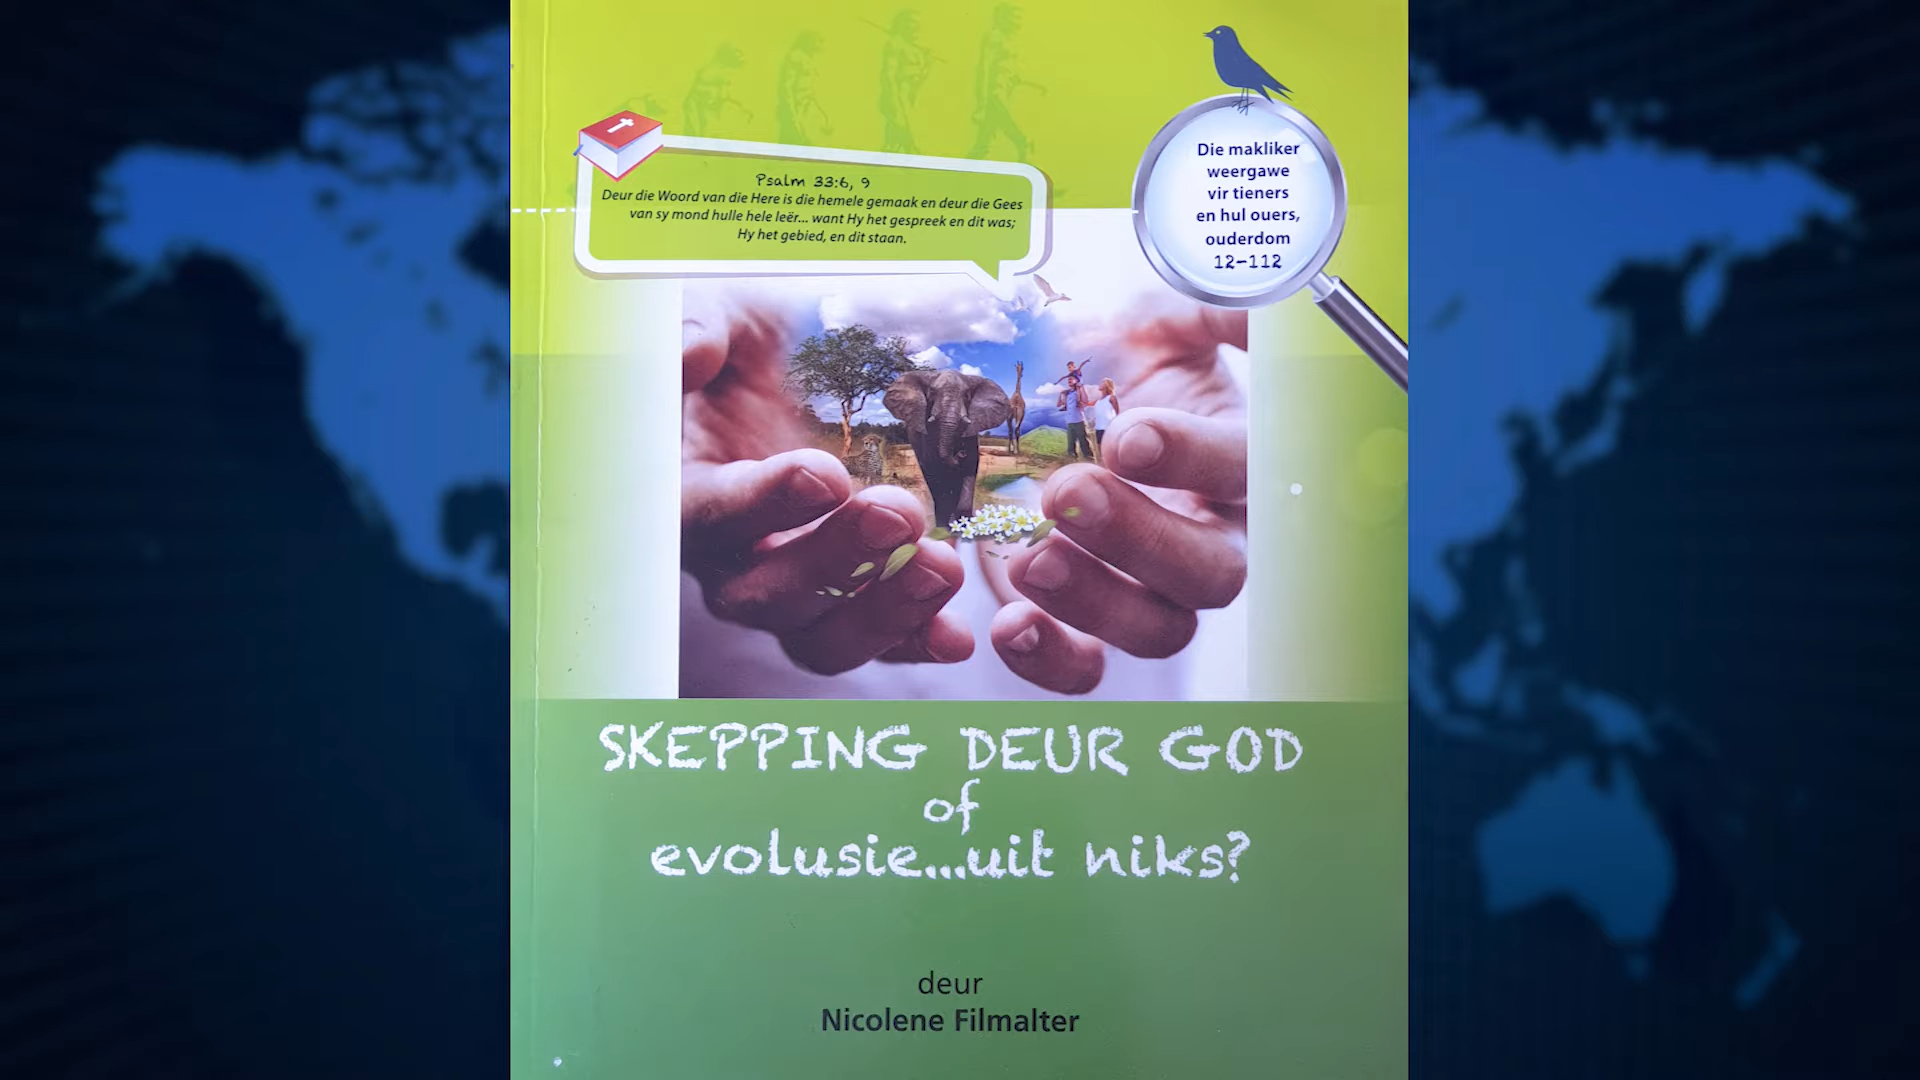 Psalm 33:6, 9
Deur die Woord van die Here is die hemele gemaak en deur die Gees
van sy mond hulle hele leër... want Hy het gespreek en dit was;
Hy het gebied, en dit staan.
Die makliker
weergawe
vir tieners
en hul ouers,
ouderdom
12–112
SKEPPING DEUR GOD
of
evolusie...uit niks?
deur
Nicolene Filmalter